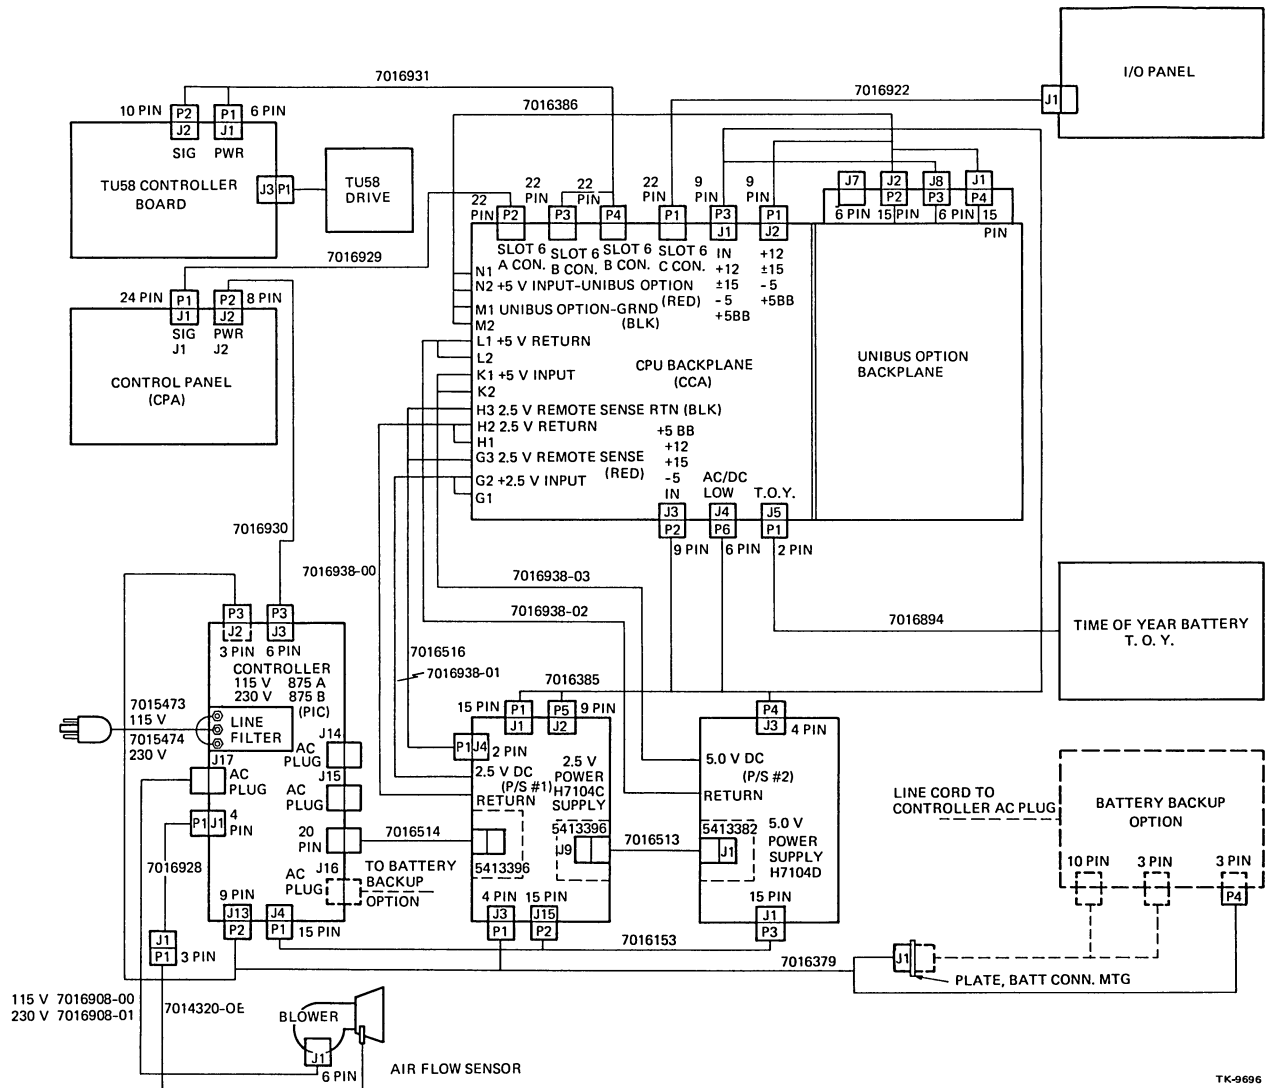 7016931
7016386
7016922
I/O PANEL
J1
10 PIN
P2
J2
P1
J1
6 PIN
SIG
PWR
TU58 CONTROLLER
BOARD
J3 P1
TU58
DRIVE
22
PIN
P2
22
PIN
P3
22
PIN
P4
22
PIN
P1
9
PIN
P3
J1
9
PIN
P1
J2
J7
6 PIN
J2
P2
15 PIN
J8
P3
6 PIN
J1
P4
15
PIN
SLOT 6
A CON.
SLOT 6
B CON.
SLOT 6
B CON.
SLOT 6
C CON.
IN
+12
±15
-5
+5BB
+12
±15
-5
+5BB
7016929
24 PIN
P1
J1
P2
J2
8 PIN
SIG
J1
PWR
J2
CONTROL PANEL
(CPA)
N1
N2 +5 V INPUT-UNIBUS OPTION
(RED)
M1 UNIBUS OPTION-GRND
(BLK)
M2
L1 +5 V RETURN
L2
K1 +5 V INPUT
K2
H3 2.5 V REMOTE SENSE RTN (BLK)
H2 2.5 V RETURN
H1
G3 2.5 V REMOTE SENSE
(RED)
G2 +2.5 V INPUT
G1
CPU BACKPLANE
(CCA)
UNIBUS OPTION
BACKPLANE
+5 BB
+12
+15
-5
IN
AC/DC
LOW
T.O.Y.
J3
P2
9 PIN
J4
P6
6 PIN
J5
P1
2 PIN
7016930
7016938-00
7016938-03
7016938-02
7016894
TIME OF YEAR BATTERY
T. O. Y.
7016516
7016938-01
7016385
P3
J2
3 PIN
P3
J3
6 PIN
CONTROLLER
115 V 875 A
230 V 875 B
(PIC)
7015473
115 V
7015474
230 V
LINE
FILTER
J14
AC
PLUG
J17
AC
PLUG
J15
AC
PLUG
P1 J1
4
PIN
20
PIN
7016514
J16
AC
PLUG
TO BATTERY
BACKUP
OPTION
7016928
9 PIN
J13
P2
J4
P1
15 PIN
15 PIN
P1
J1
P5
J2
9 PIN
P1 J4
2 PIN
2.5 V DC
(P/S #1)
RETURN
2.5 V
POWER
H7104C
SUPPLY
5413396
5413396
J9
7016513
4 PIN
J3
P1
15 PIN
J15
P2
P4
J3
4 PIN
5.0 V DC
(P/S #2)
RETURN
5413382
J1
5.0 V
POWER
SUPPLY
H7104D
15 PIN
J1
P3
LINE CORD TO
CONTROLLER AC PLUG
BATTERY BACKUP
OPTION
10 PIN
3 PIN
3 PIN
P4
7016153
7016379
J1
PLATE, BATT CONN. MTG
J1
P1
3 PIN
115 V 7016908-00
230 V 7016908-01
7014320-OE
BLOWER
J1
6 PIN
AIR FLOW SENSOR
TK-9696